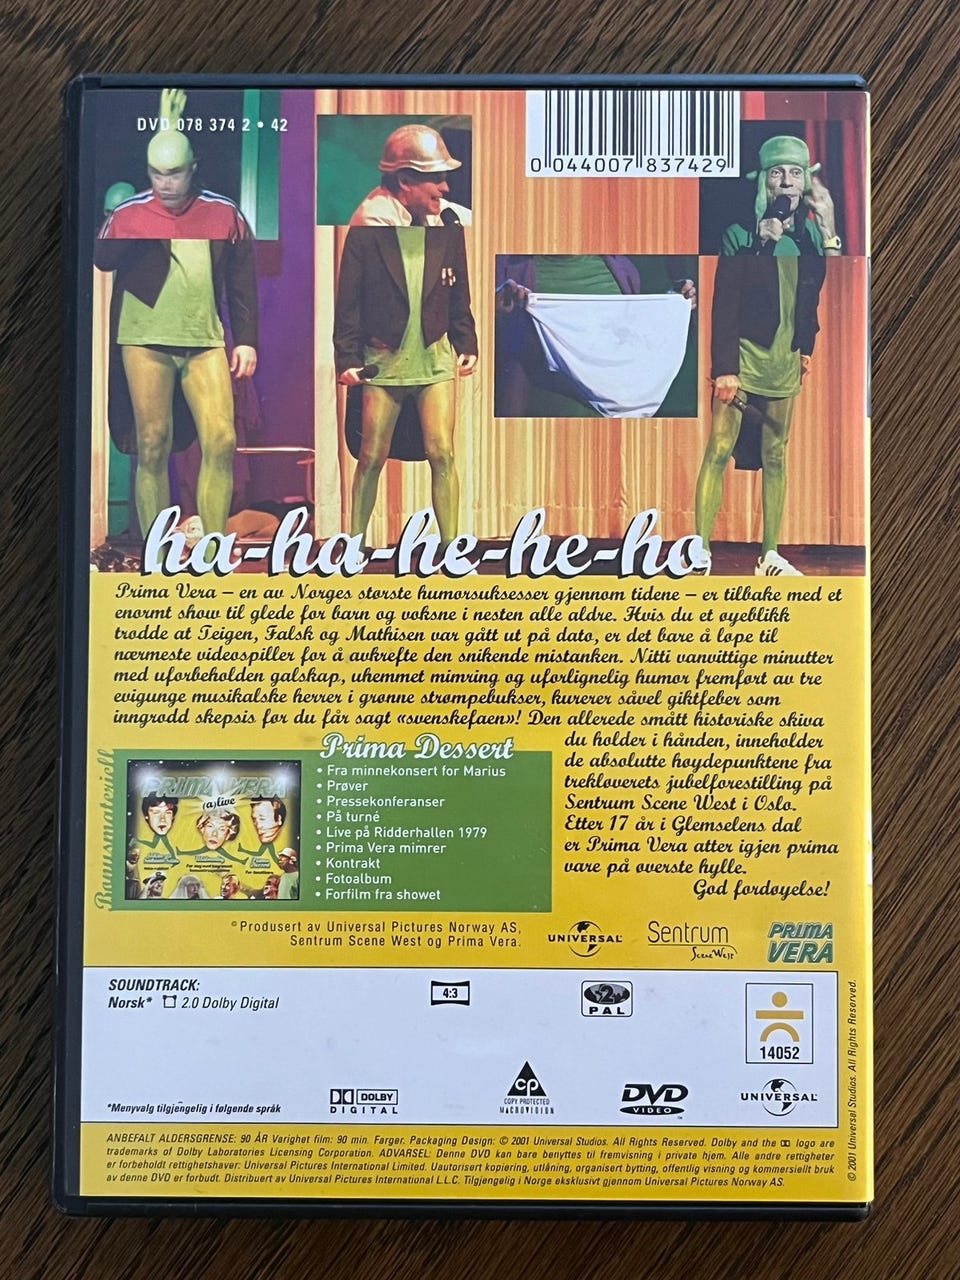 DVD 078 374 2 • 42
0 044007 837429
ha-ha-he-he-ho
Prima Vera – en av Norges største humorsuksesser gjennom tidene – er tilbake med et
enormt show til glede for barn og voksne i nesten alle aldre. Hvis du et øyeblikk
trodde at Teigen, Falsk og Mathisen var gått ut på dato, er det bare å løpe til
nærmeste videospiller for å avkrefte den snikende mistanken. Nitti vanvittige minutter
med uforbeholden galskap, uhemmet mimring og uforlignelig humor fremført av tre
evigunge musikalske herrer i grønne strømpebukser, kurerer såvel giktfeber som
inngrodd skepsis før du får sagt «svenskefaen»! Den allerede smått historiske skiva
du holder i hånden, inneholder
de absolutte høydepunktene fra
trekløverets jubelforestilling på
Sentrum Scene West i Oslo.
Etter 17 år i Glemselens dal
er Prima Vera atter igjen prima
vare på øverste hylle.
God fordøyelse!
Bonusmateriell
PRIMA VERA
(a)live
Prima Dessert
• Fra minnekonsert for Marius
• Prøver
• Pressekonferanser
• På turné
• Live på Ridderhallen 1979
• Prima Vera mimrer
• Kontrakt
• Fotoalbum
• Forfilm fra showet
© Produsert av Universal Pictures Norway AS,
Sentrum Scene West og Prima Vera.
UNIVERSAL
Sentrum
Scene West
PRIMA
VERA
SOUNDTRACK:
Norsk* 2.0 Dolby Digital
4:3
2
PAL
14052
*Menyvalg tilgjengelig i følgende språk
DOLBY
DIGITAL
CP
COPY PROTECTED
MACROVISION
DVD
VIDEO
TM
UNIVERSAL
© 2001 Universal Studios. All Rights Reserved.
ANBEFALT ALDERSGRENSE: 90 ÅR Varighet film: 90 min. Farger. Packaging Design: © 2001 Universal Studios. All Rights Reserved. Dolby and the logo are
trademarks of Dolby Laboratories Licensing Corporation. ADVARSEL: Denne DVD kan bare benyttes til fremvisning i private hjem. Alle andre rettigheter
er forbeholdt rettighetshaver: Universal Pictures International Limited. Uautorisert kopiering, utlåning, organisert bytting, offentlig visning og kommersiellt bruk
av denne DVD er forbudt. Distribuert av Universal Pictures International L.L.C. Tilgjengelig i Norge eksklusivt gjennom Universal Pictures Norway AS.